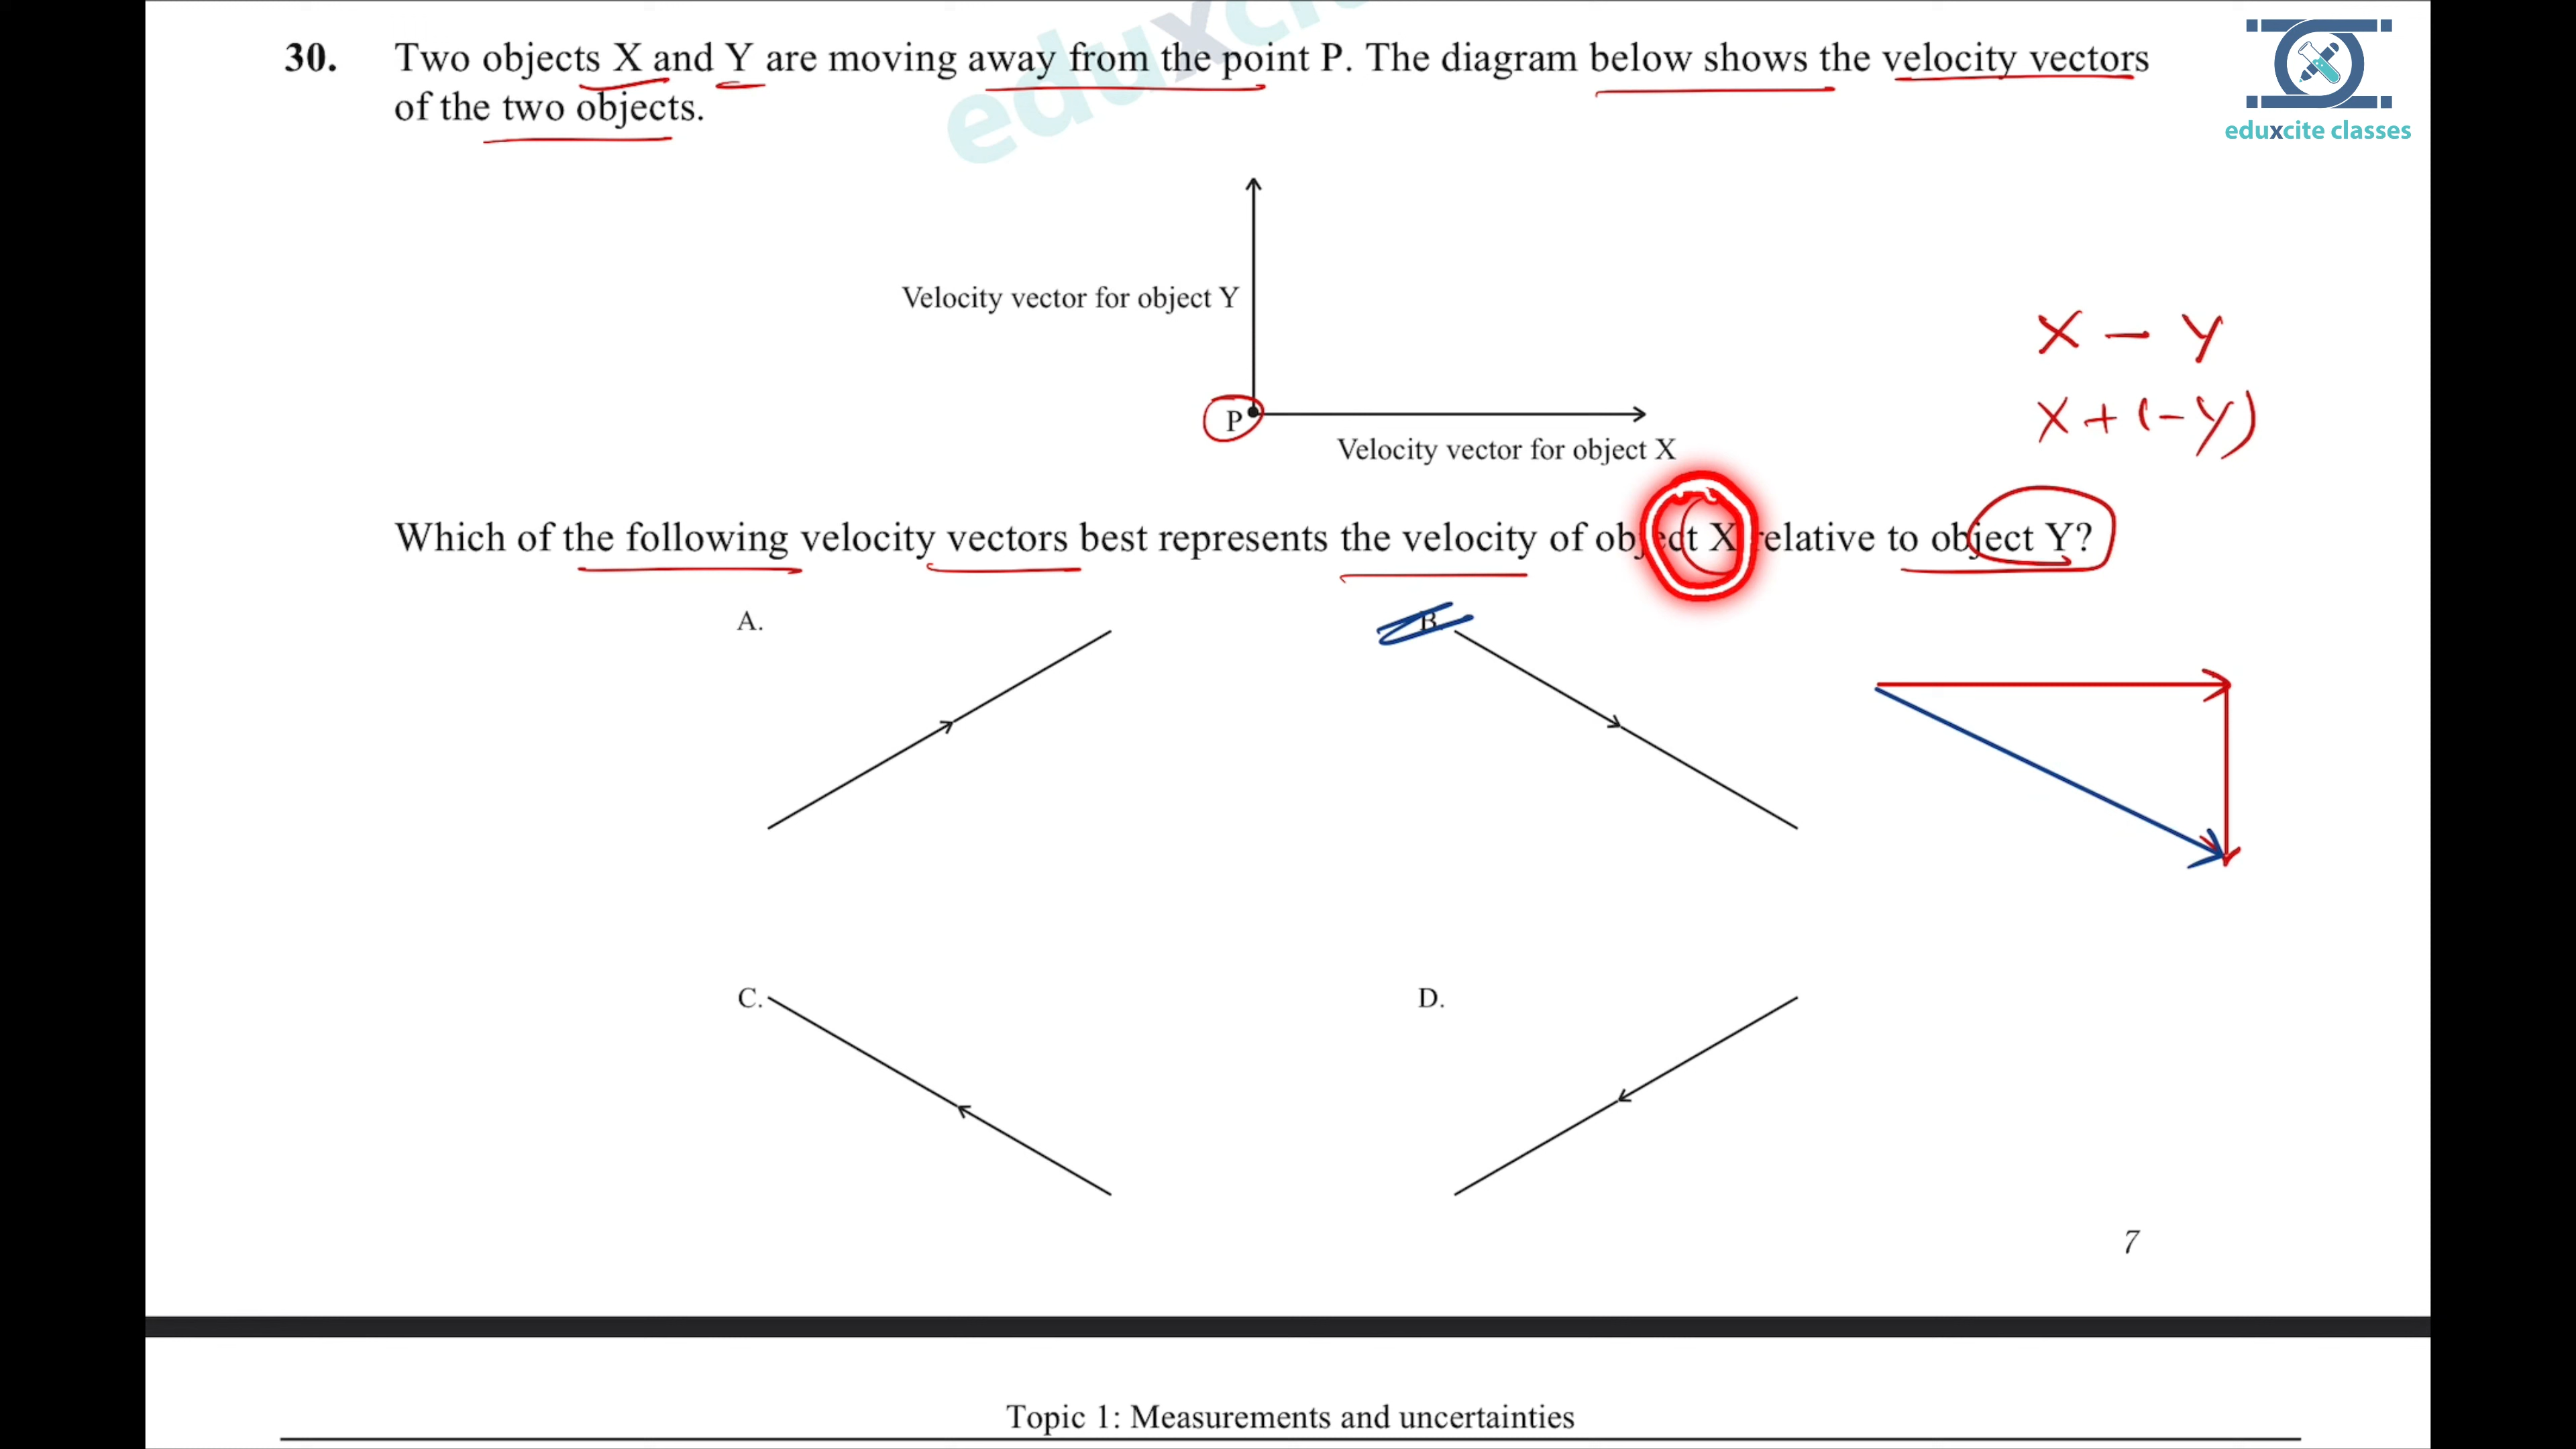 eduxci
eduxcite classes
30. Two objects X and Y are moving away from the point P. The diagram below shows the velocity vectors
of the two objects.
Velocity vector for object Y
P
Velocity vector for object X
X - Y
X + (-Y)
Which of the following velocity vectors best represents the velocity of object X relative to object Y?
A.
B.
C.
D.
7
Topic 1: Measurements and uncertainties